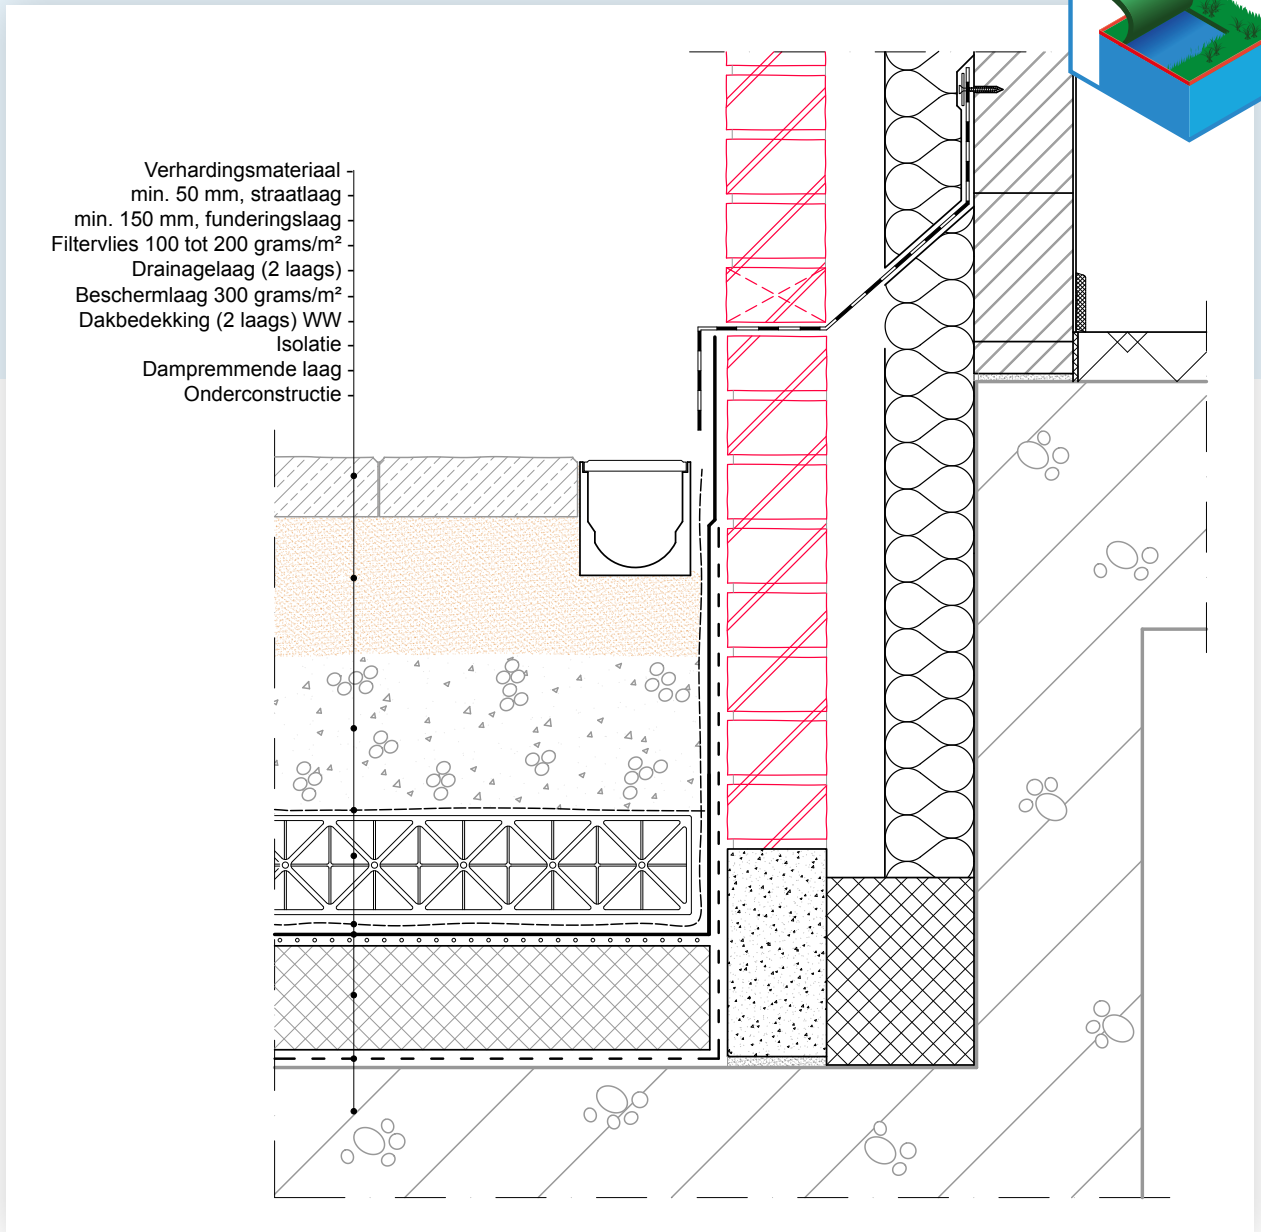 Verhardingsmateriaal
min. 50 mm, straatlaag
min. 150 mm, funderingslaag
Filtervlies 100 tot 200 grams/m²
Drainagelaag (2 laags)
Beschermlaag 300 grams/m²
Dakbedekking (2 laags) WW
Isolatie
Dampremmende laag
Onderconstructie